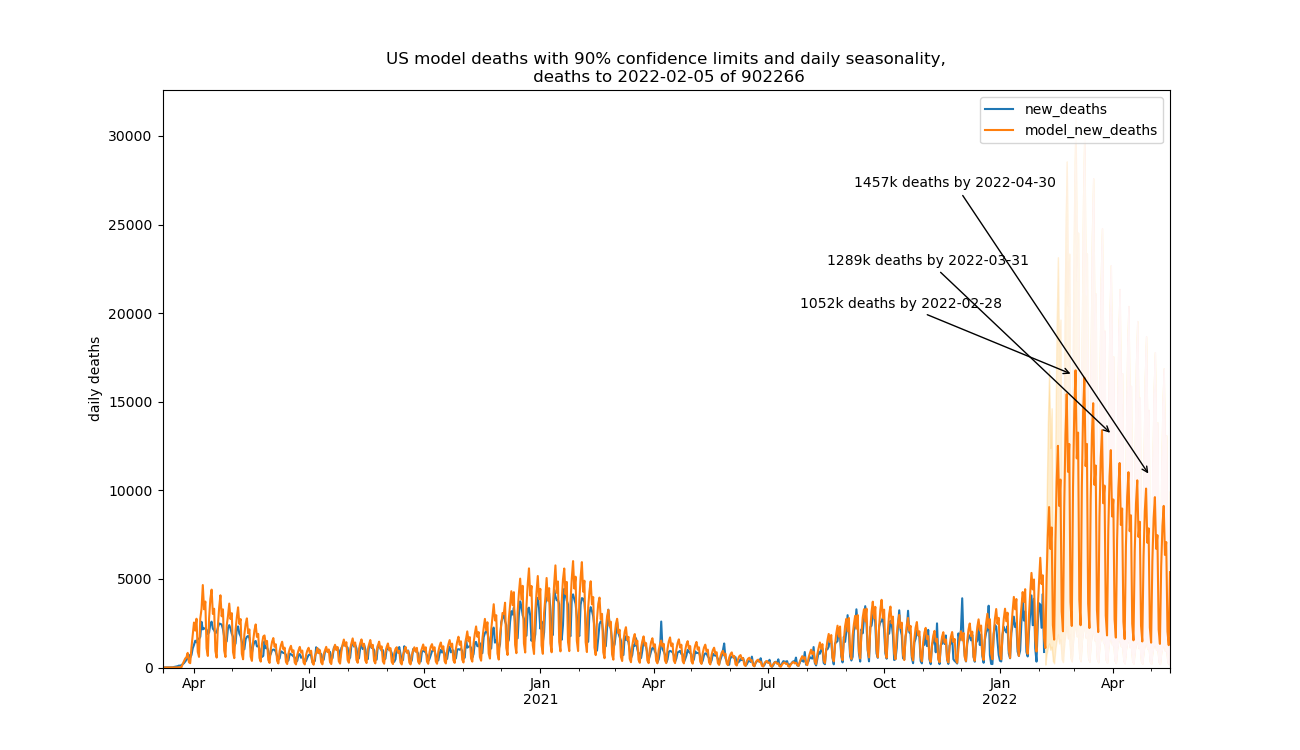 US model deaths with 90% confidence limits and daily seasonality,
deaths to 2022-02-05 of 902266
new_deaths
model_new_deaths
1457k deaths by 2022-04-30
1289k deaths by 2022-03-31
1052k deaths by 2022-02-28
daily deaths
30000
25000
20000
15000
10000
5000
0
Apr
Jul
Oct
Jan
2021
Apr
Jul
Oct
Jan
2022
Apr